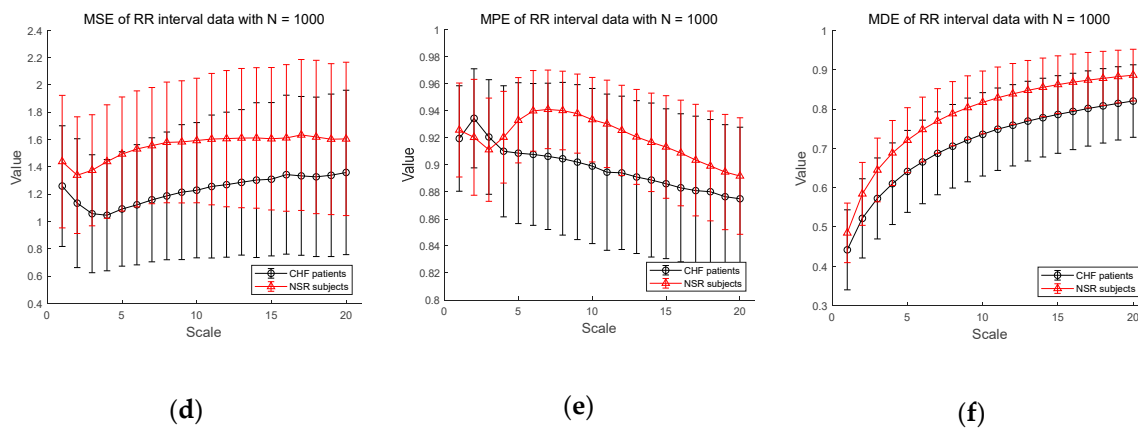 MSE of RR interval data with N = 1000
2.4
2.2
2
1.8
1.6
1.4
1.2
1
0.8
0.6
0.4
Value
0
5
10
15
20
Scale
CHF patients
NSR subjects
(d)
MPE of RR interval data with N = 1000
1
0.98
0.96
0.94
0.92
0.9
0.88
0.86
0.84
0.82
0.8
Value
0
5
10
15
20
Scale
CHF patients
NSR subjects
(e)
MDE of RR interval data with N = 1000
1
0.9
0.8
0.7
0.6
0.5
0.4
0.3
Value
0
5
10
15
20
Scale
CHF patients
NSR subjects
(f)